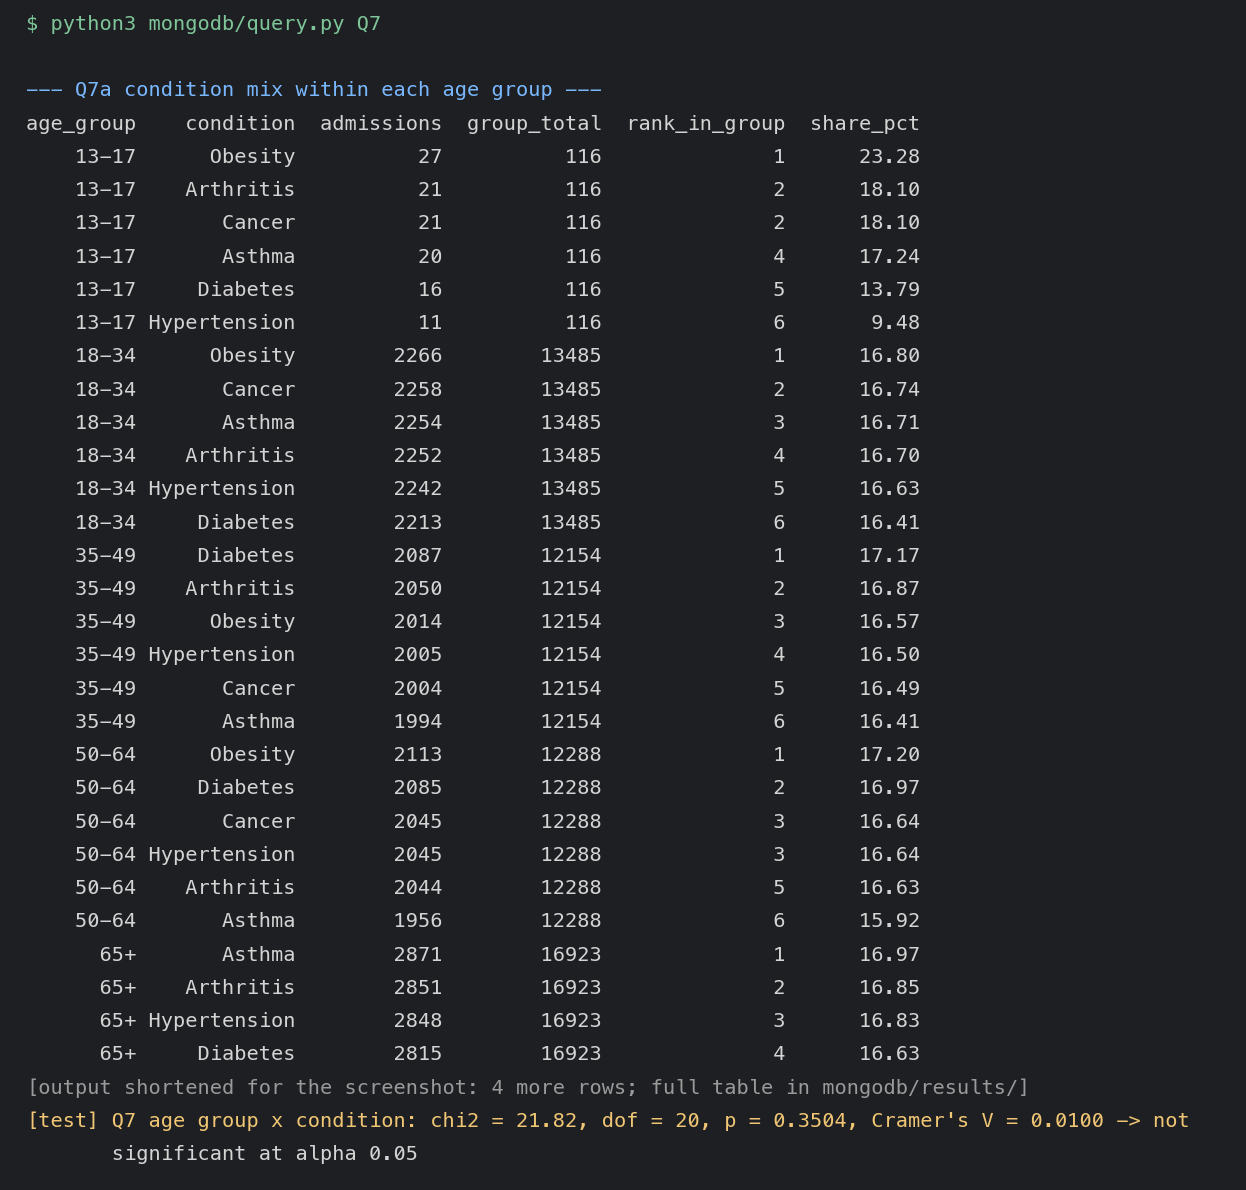 $ python3 mongodb/query.py Q7
--- Q7a condition mix within each age group ---
age_group    condition  admissions  group_total  rank_in_group  share_pct
    13-17      Obesity          27          116              1      23.28
    13-17    Arthritis          21          116              2      18.10
    13-17       Cancer          21          116              2      18.10
    13-17       Asthma          20          116              4      17.24
    13-17     Diabetes          16          116              5      13.79
    13-17 Hypertension          11          116              6       9.48
    18-34      Obesity        2266        13485              1      16.80
    18-34       Cancer        2258        13485              2      16.74
    18-34       Asthma        2254        13485              3      16.71
    18-34    Arthritis        2252        13485              4      16.70
    18-34 Hypertension        2242        13485              5      16.63
    18-34     Diabetes        2213        13485              6      16.41
    35-49     Diabetes        2087        12154              1      17.17
    35-49    Arthritis        2050        12154              2      16.87
    35-49      Obesity        2014        12154              3      16.57
    35-49 Hypertension        2005        12154              4      16.50
    35-49       Cancer        2004        12154              5      16.49
    35-49       Asthma        1994        12154              6      16.41
    50-64      Obesity        2113        12288              1      17.20
    50-64     Diabetes        2085        12288              2      16.97
    50-64       Cancer        2045        12288              3      16.64
    50-64 Hypertension        2045        12288              3      16.64
    50-64    Arthritis        2044        12288              5      16.63
    50-64       Asthma        1956        12288              6      15.92
      65+       Asthma        2871        16923              1      16.97
      65+    Arthritis        2851        16923              2      16.85
      65+ Hypertension        2848        16923              3      16.83
      65+     Diabetes        2815        16923              4      16.63
[output shortened for the screenshot: 4 more rows; full table in mongodb/results/]
[test] Q7 age group x condition: chi2 = 21.82, dof = 20, p = 0.3504, Cramer's V = 0.0100 -> not
       significant at alpha 0.05